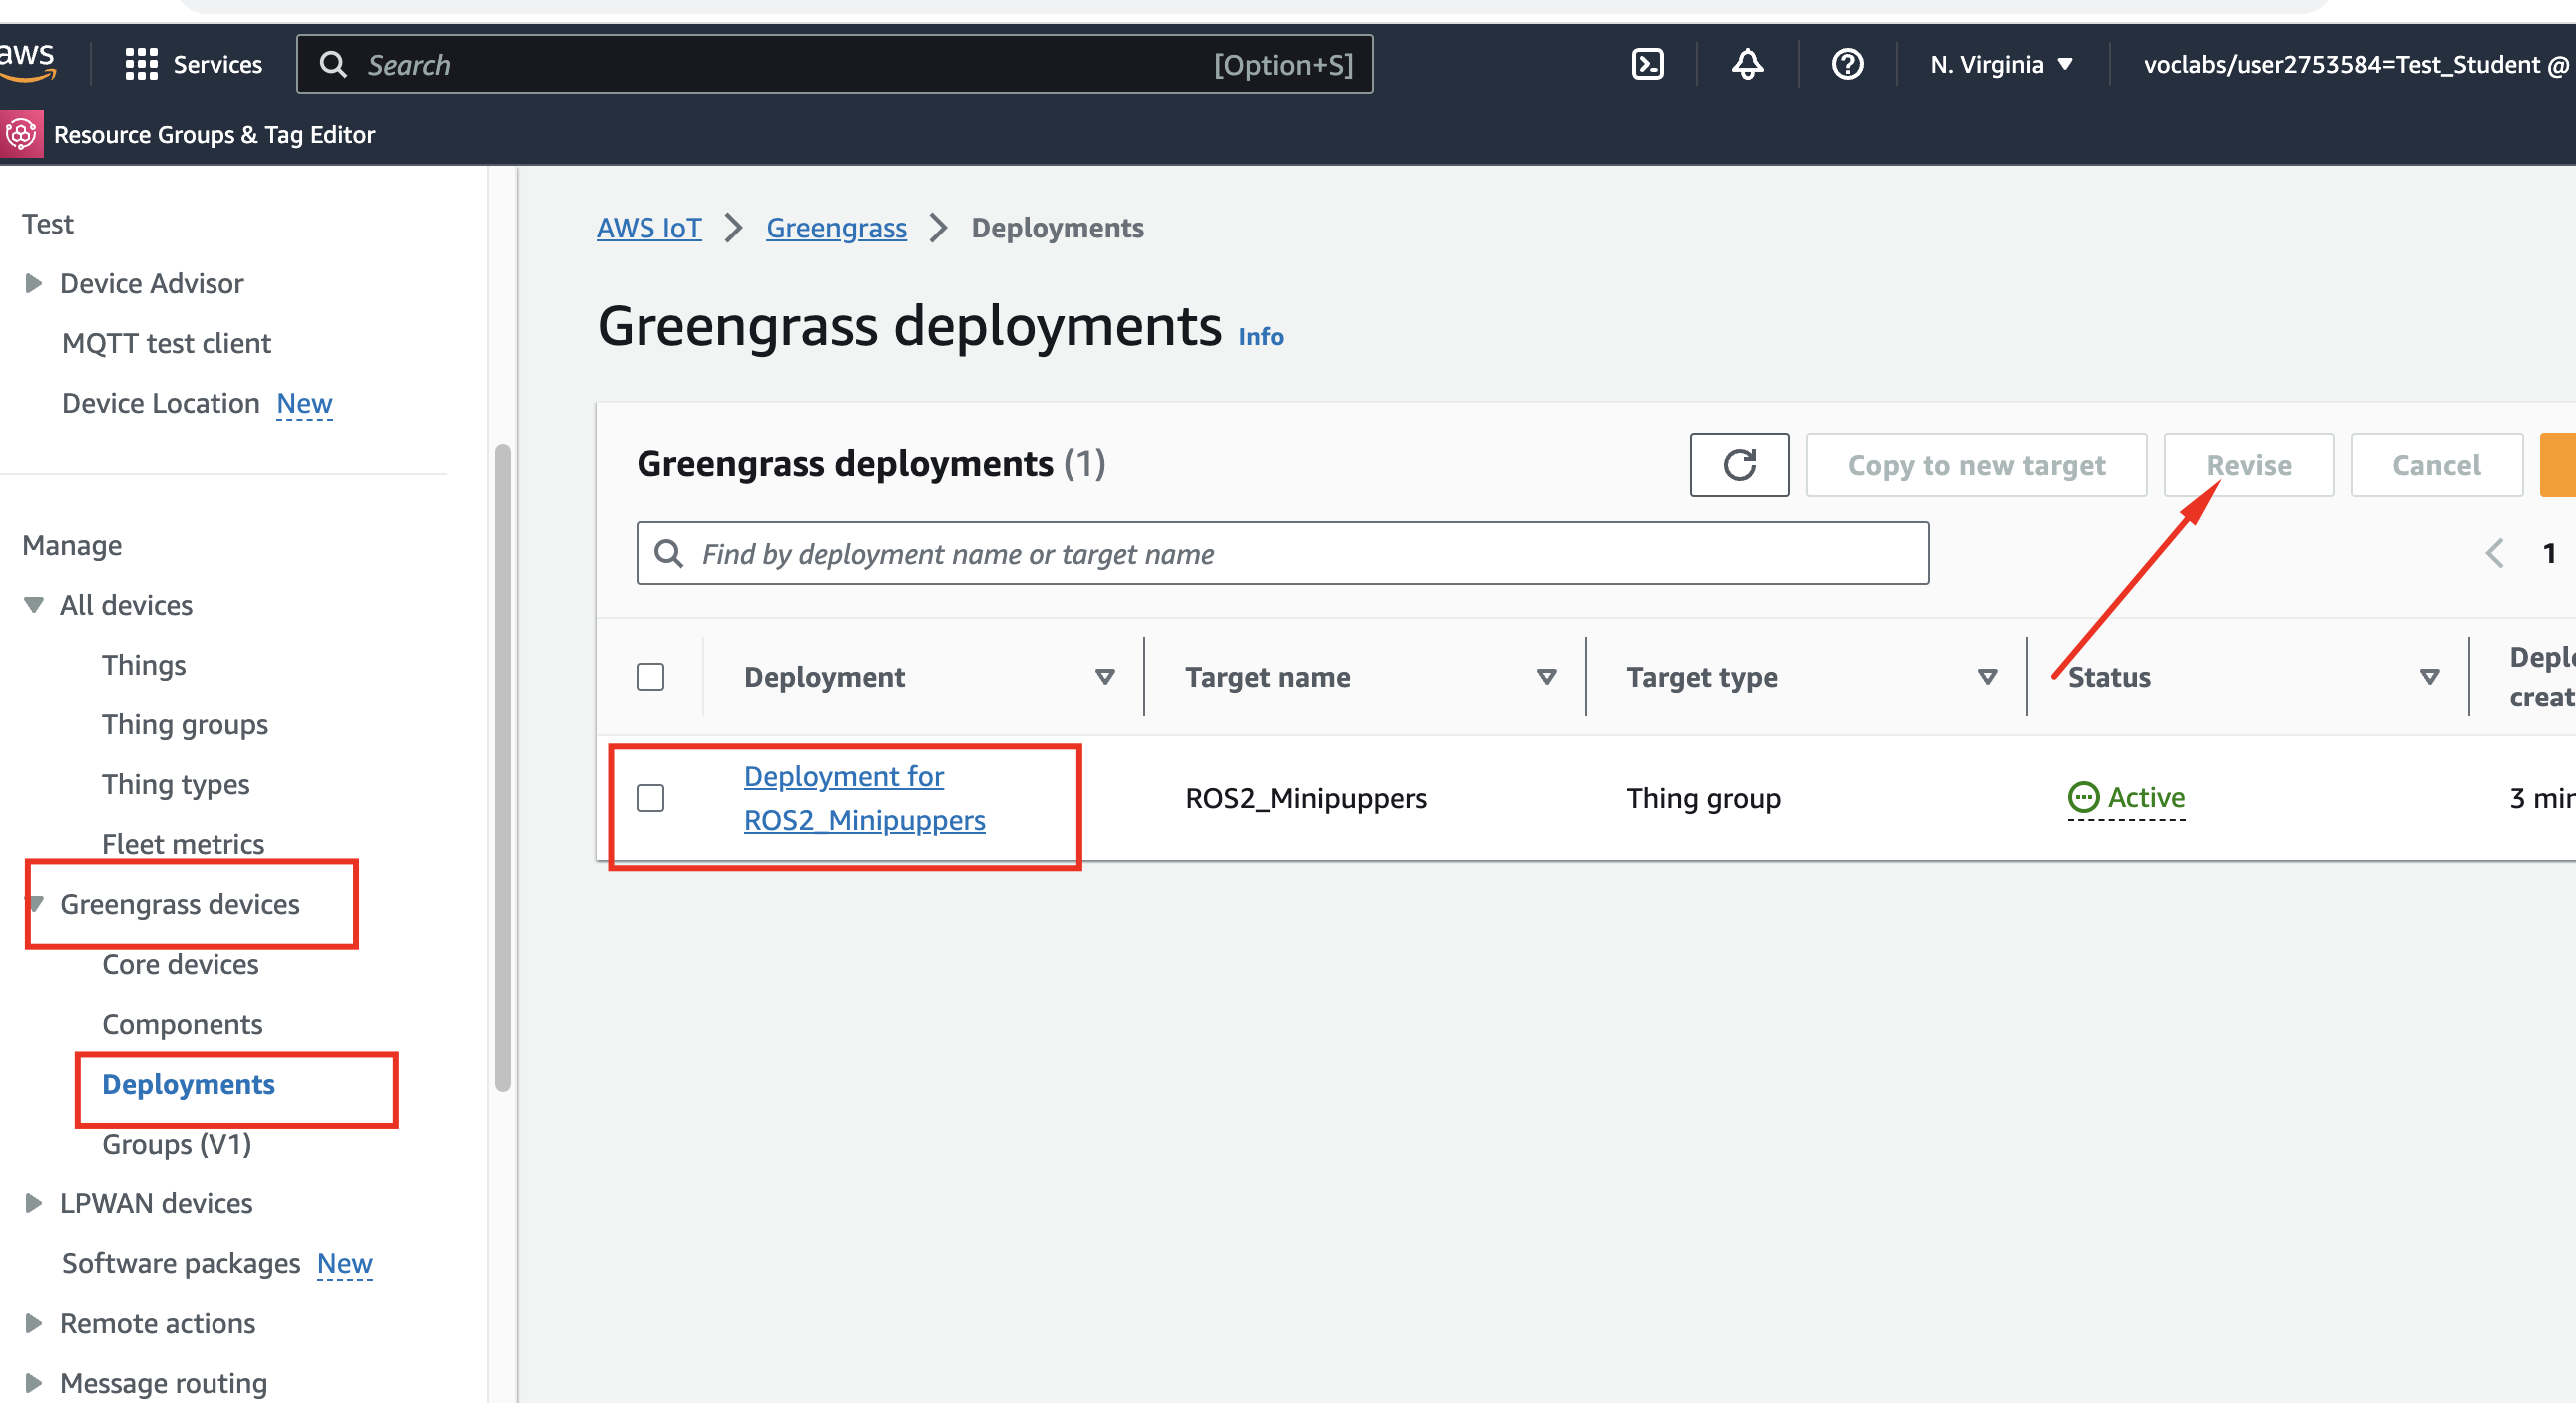 aws
Services
Search
[Option+S]
N. Virginia
voclabs/user2753584=Test_Student @
Resource Groups & Tag Editor
Test
Device Advisor
MQTT test client
Device Location New
Manage
All devices
Things
Thing groups
Thing types
Fleet metrics
Greengrass devices
Core devices
Components
Deployments
Groups (V1)
LPWAN devices
Software packages New
Remote actions
Message routing
AWS IoT
Greengrass
Deployments
Greengrass deployments Info
Greengrass deployments (1)
Copy to new target
Revise
Cancel
Find by deployment name or target name
1
Deployment
Target name
Target type
Status
Deplo
creat
Deployment for
ROS2_Minipuppers
ROS2_Minipuppers
Thing group
Active
3 min